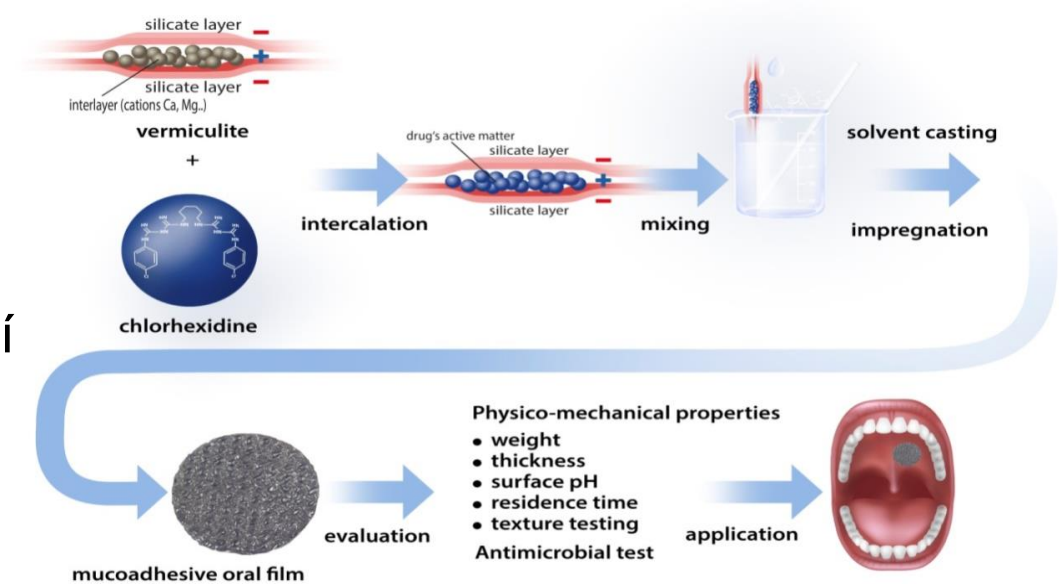 silicate layer
−
+
silicate layer
−
interlayer (cations Ca, Mg..)
vermiculite
+
chlorhexidine
intercalation
drug's active matter
silicate layer
−
+
silicate layer
−
mixing
solvent casting
impregnation
Í
mucoadhesive oral film
evaluation
Physico-mechanical properties
• weight
• thickness
• surface pH
• residence time
• texture testing
Antimicrobial test
application